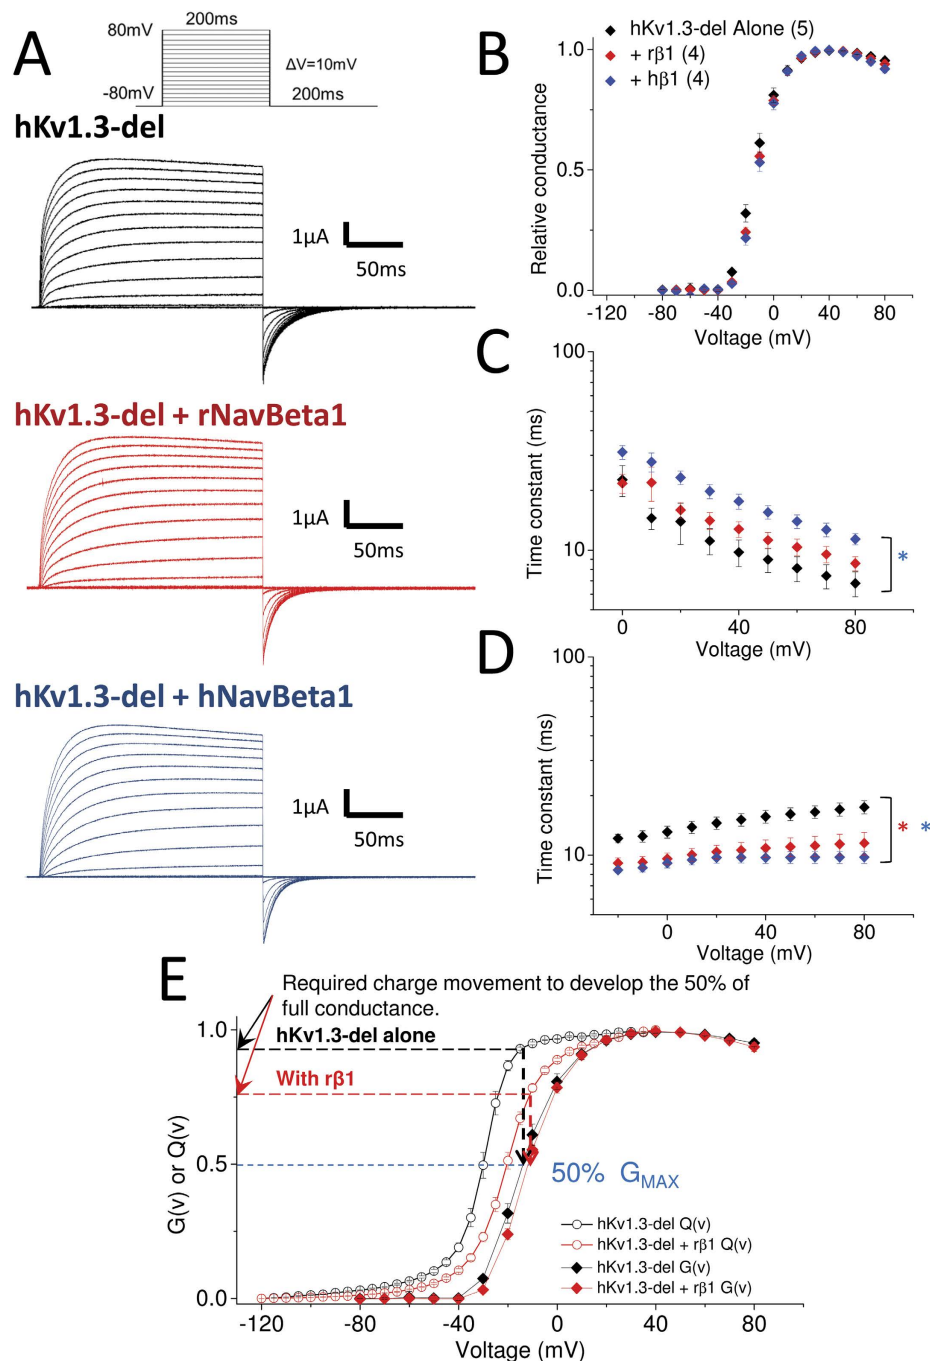 A
200ms
80mV
ΔV=10mV
-80mV
200ms
hKv1.3-del
1µA
50ms
hKv1.3-del + rNavBeta1
1µA
50ms
hKv1.3-del + hNavBeta1
1µA
50ms
B
hKv1.3-del Alone (5)
+ rβ1 (4)
+ hβ1 (4)
1.0
0.5
0.0
Relative conductance
-120 -80 -40 0 40 80
Voltage (mV)
C
100
10
Time constant (ms)
*
0 40 80
Voltage (mV)
D
100
10
Time constant (ms)
* *
0 40 80
Voltage (mV)
E
Required charge movement to develop the 50% of
full conductance.
hKv1.3-del alone
With rβ1
1.0
0.5
0.0
G(v) or Q(v)
50% GMAX
hKv1.3-del Q(v)
hKv1.3-del + rβ1 Q(v)
hKv1.3-del G(v)
hKv1.3-del + rβ1 G(v)
-120 -80 -40 0 40 80
Voltage (mV)